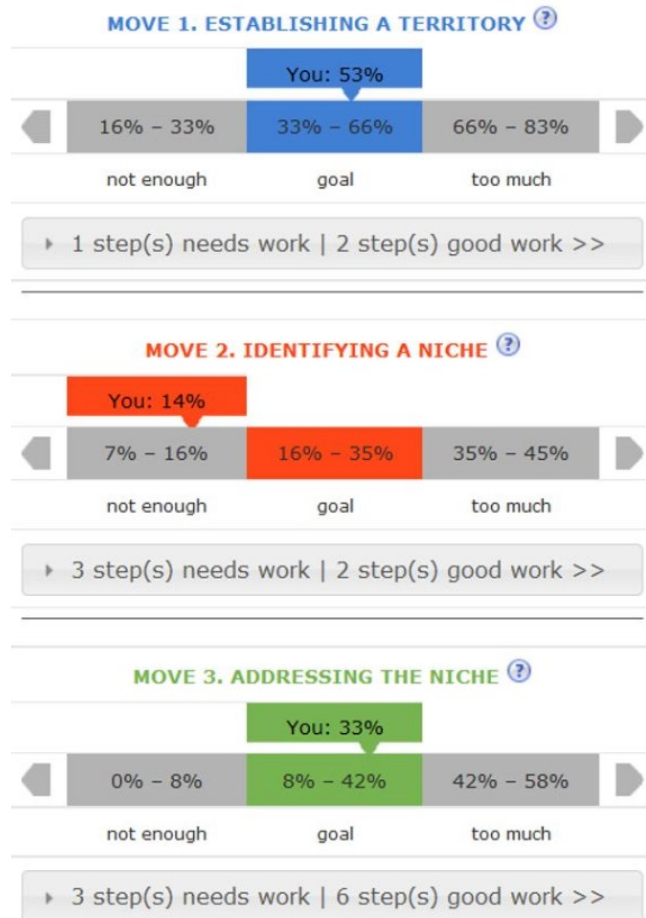 MOVE 1. ESTABLISHING A TERRITORY ?
You: 53%
16% – 33% 33% – 66% 66% – 83%
not enough goal too much
1 step(s) needs work | 2 step(s) good work >>
MOVE 2. IDENTIFYING A NICHE ?
You: 14%
7% – 16% 16% – 35% 35% – 45%
not enough goal too much
3 step(s) needs work | 2 step(s) good work >>
MOVE 3. ADDRESSING THE NICHE ?
You: 33%
0% – 8% 8% – 42% 42% – 58%
not enough goal too much
3 step(s) needs work | 6 step(s) good work >>